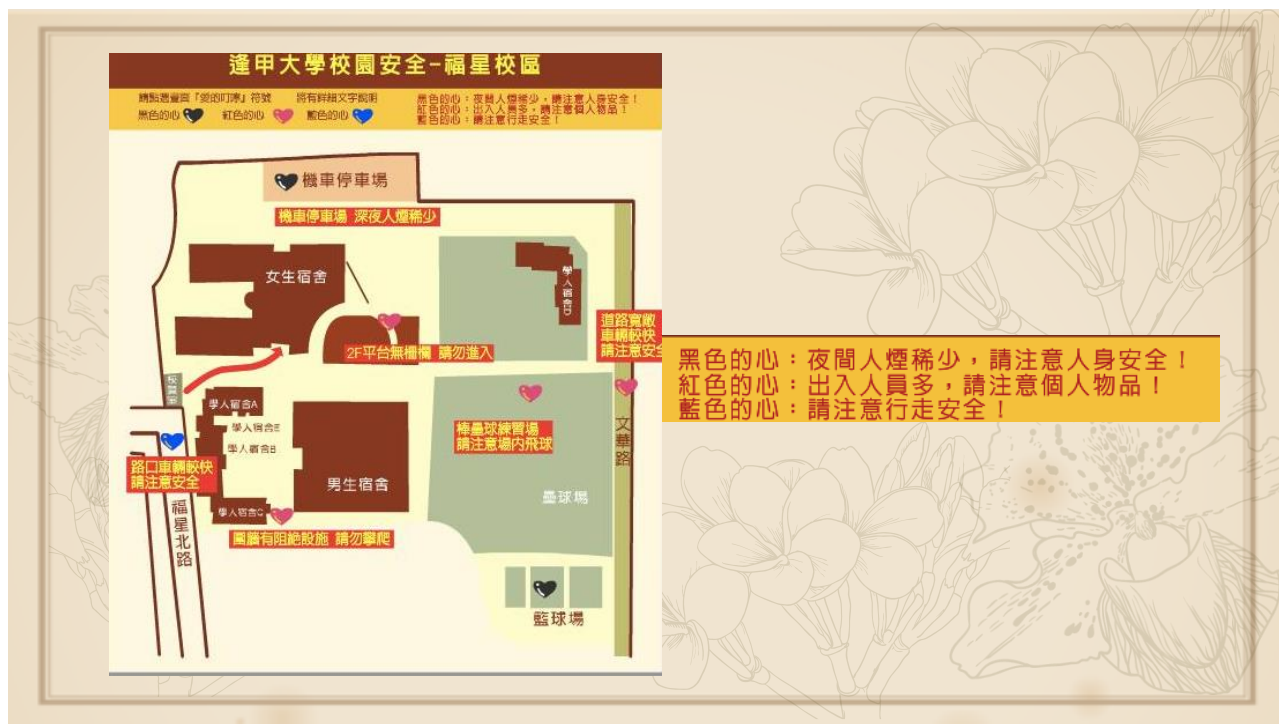 逢甲大學校園安全-福星校區
請點選畫面『愛的叮嚀』符號 將有詳細文字說明
黑色的心 紅色的心 藍色的心
黑色的心：夜間人煙稀少，請注意人身安全！
紅色的心：出入人員多，請注意個人物品！
藍色的心：請注意行走安全！
機車停車場
機車停車場 深夜人煙稀少
女生宿舍
學人宿舍D
道路寬敞
車輛較快
請注意安全
2F平台無柵欄 請勿進入
校賓室
學人宿舍A
學人宿舍E
學人宿舍B
路口車輛較快
請注意安全
男生宿舍
棒壘球練習場
請注意場內飛球
文華路
壘球場
學人宿舍C
圍牆有阻絕設施 請勿攀爬
福星北路
籃球場
黑色的心：夜間人煙稀少，請注意人身安全！
紅色的心：出入人員多，請注意個人物品！
藍色的心：請注意行走安全！